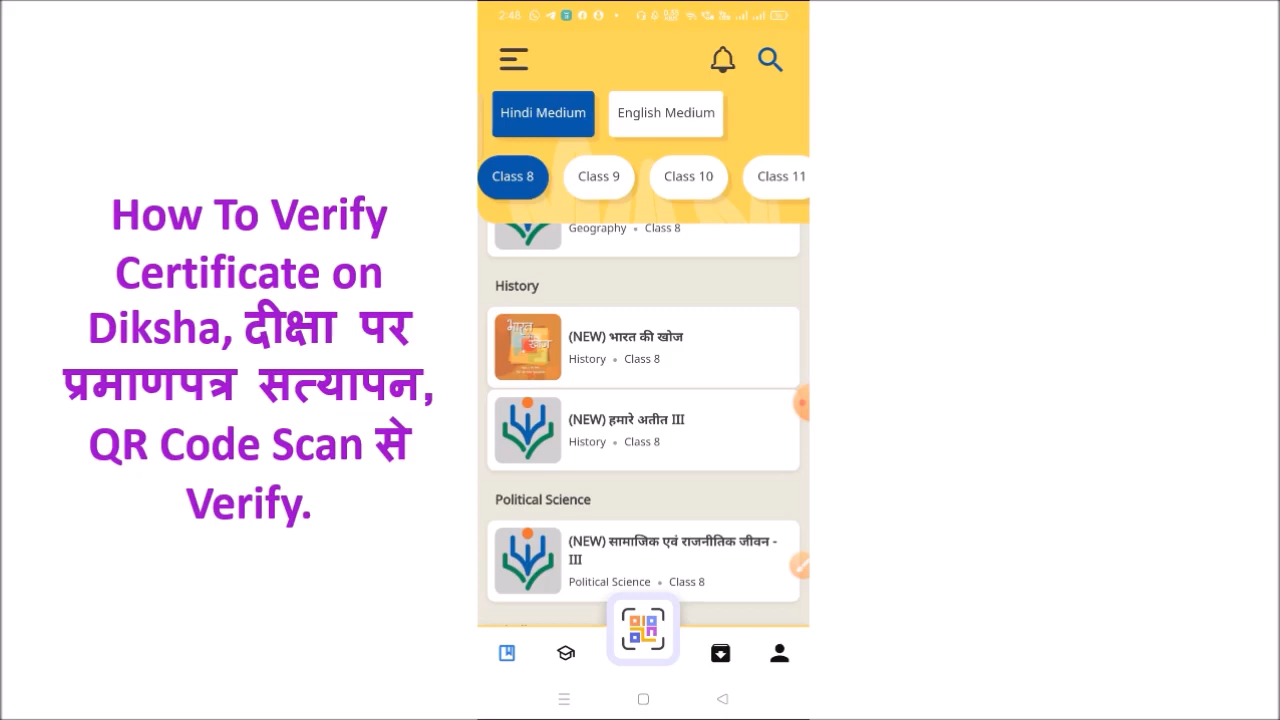 How To Verify
Certificate on
Diksha, दीक्षा पर
प्रमाणपत्र सत्यापन,
QR Code Scan से
Verify.
2:48
Hindi Medium
English Medium
Class 8
Class 9
Class 10
Class 11
Geography • Class 8
History
(NEW) भारत की खोज
History • Class 8
(NEW) हमारे अतीत III
History • Class 8
Political Science
(NEW) सामाजिक एवं राजनीतिक जीवन -
III
Political Science • Class 8